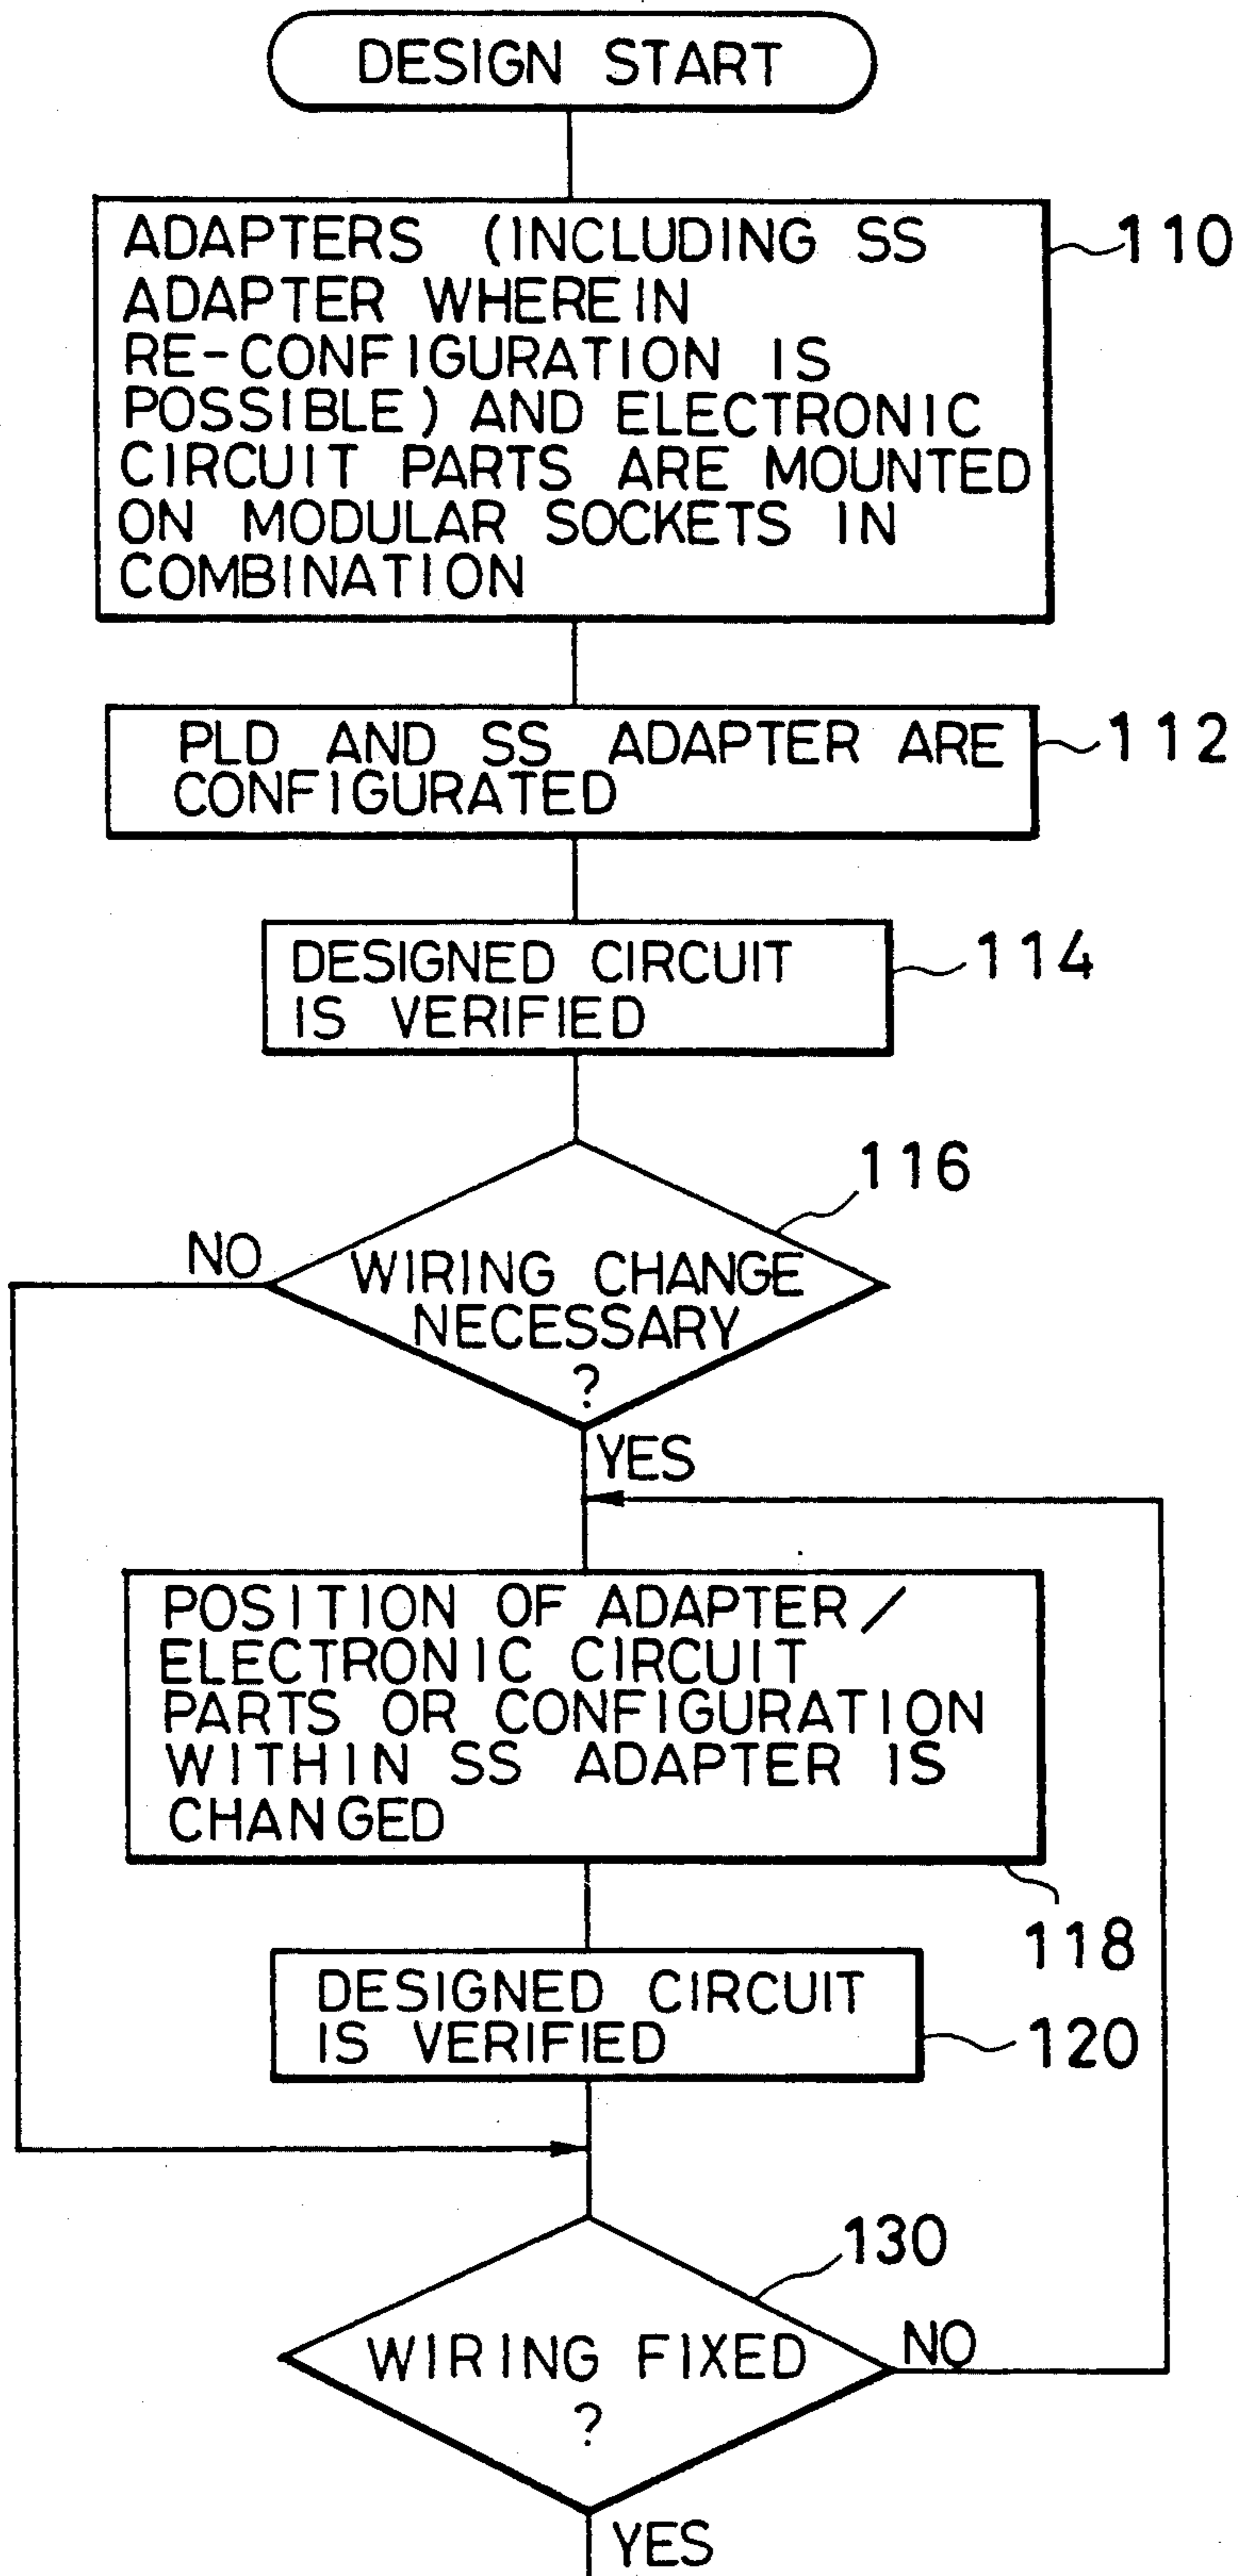 DESIGN START
ADAPTERS (INCLUDING SS
ADAPTER WHEREIN
RE-CONFIGURATION IS
POSSIBLE) AND ELECTRONIC
CIRCUIT PARTS ARE MOUNTED
ON MODULAR SOCKETS IN
COMBINATION
110
PLD AND SS ADAPTER ARE
CONFIGURATED
112
DESIGNED CIRCUIT
IS VERIFIED
114
116
NO
WIRING CHANGE
NECESSARY
?
YES
POSITION OF ADAPTER/
ELECTRONIC CIRCUIT
PARTS OR CONFIGURATION
WITHIN SS ADAPTER IS
CHANGED
118
DESIGNED CIRCUIT
IS VERIFIED
120
130
WIRING FIXED
?
NO
YES